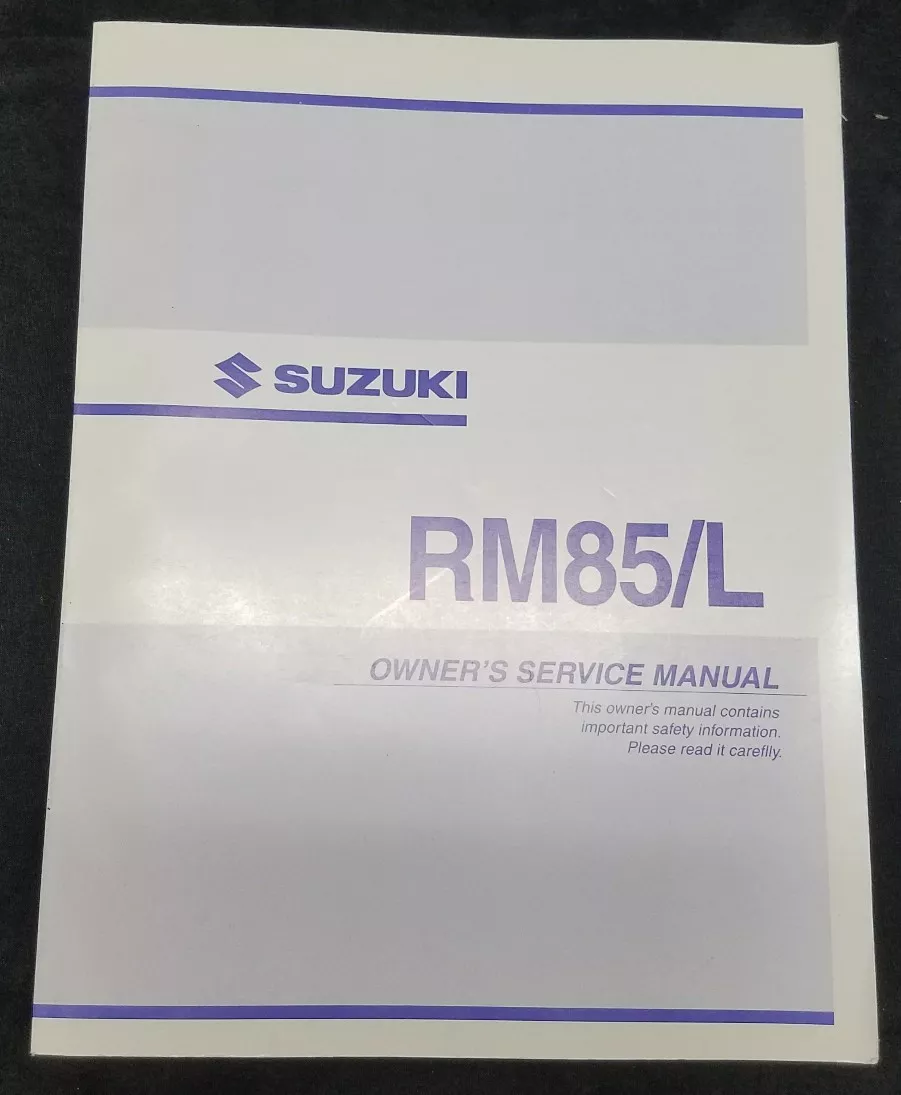 SUZUKI
RM85/L
OWNER'S SERVICE MANUAL
This owner's manual contains
important safety information.
Please read it careflly.